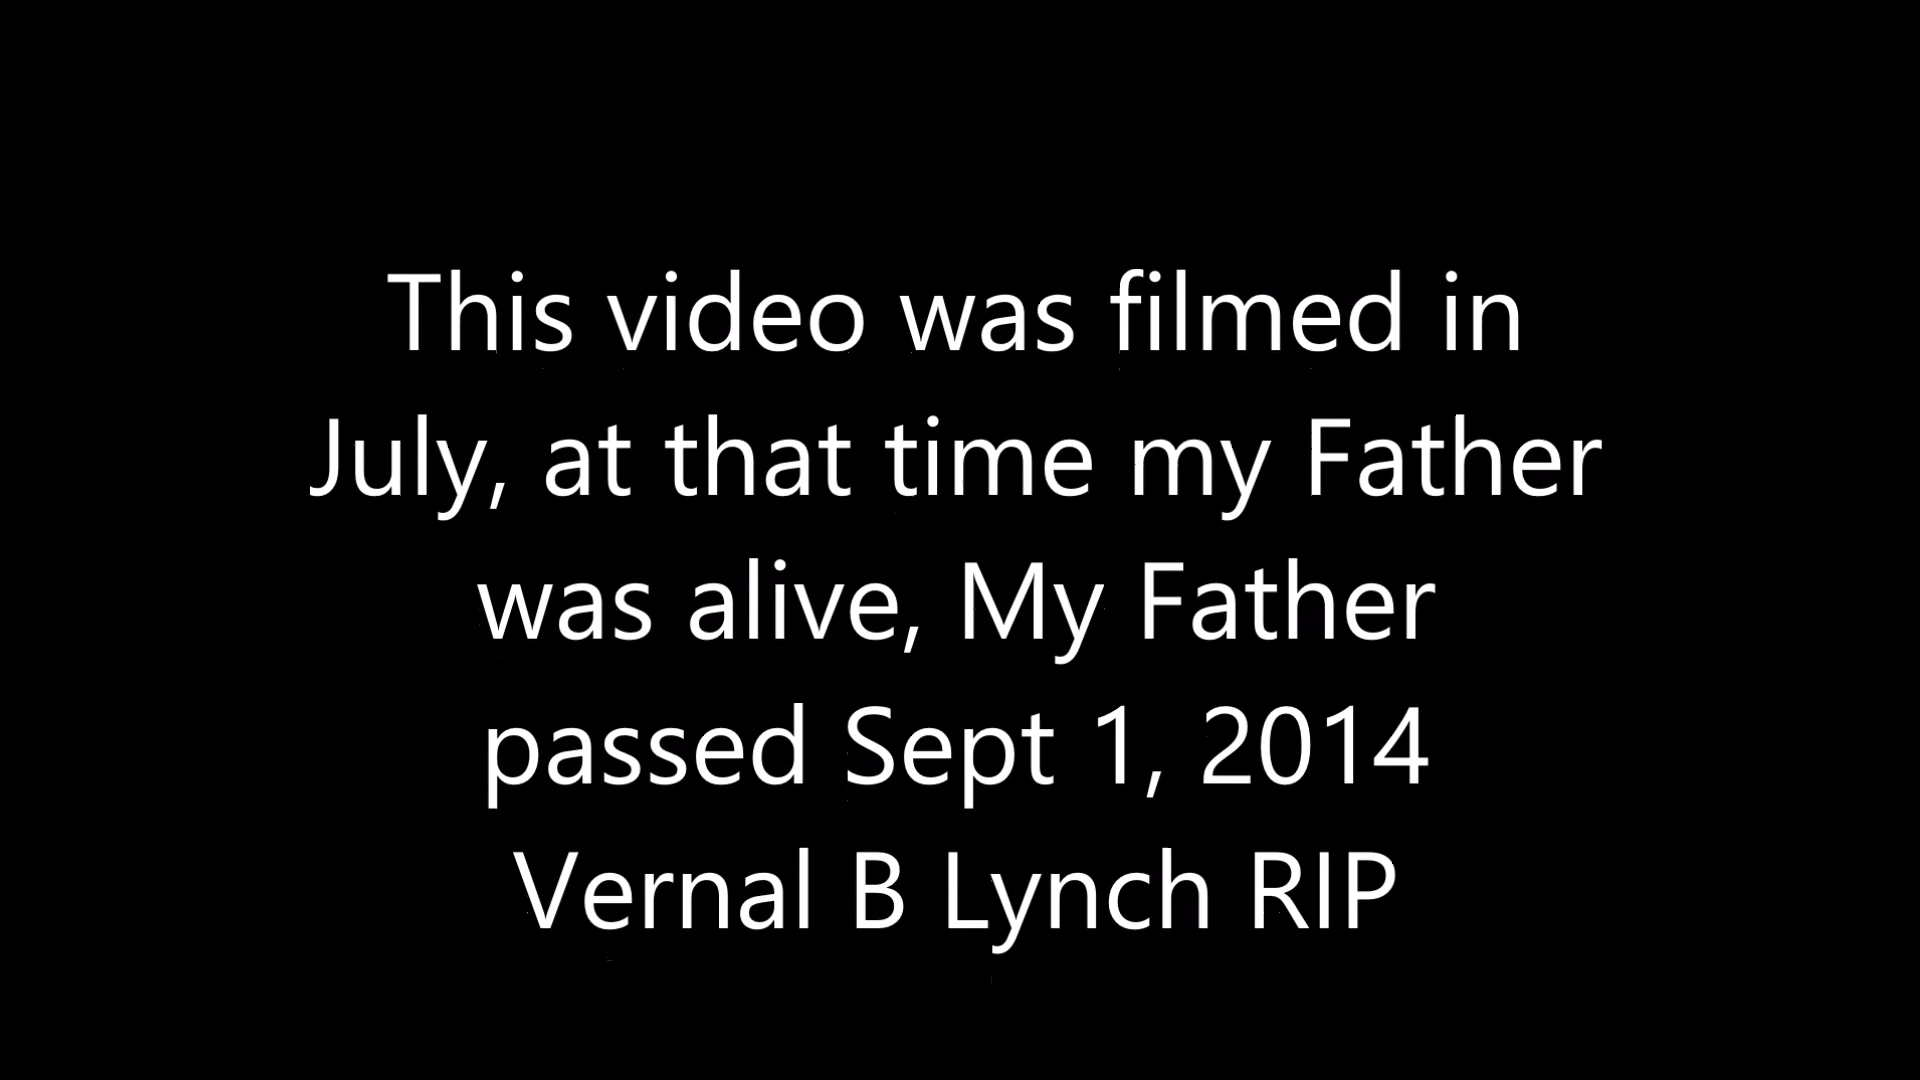 This video was filmed in
July, at that time my Father
was alive, My Father
passed Sept 1, 2014
Vernal B Lynch RIP